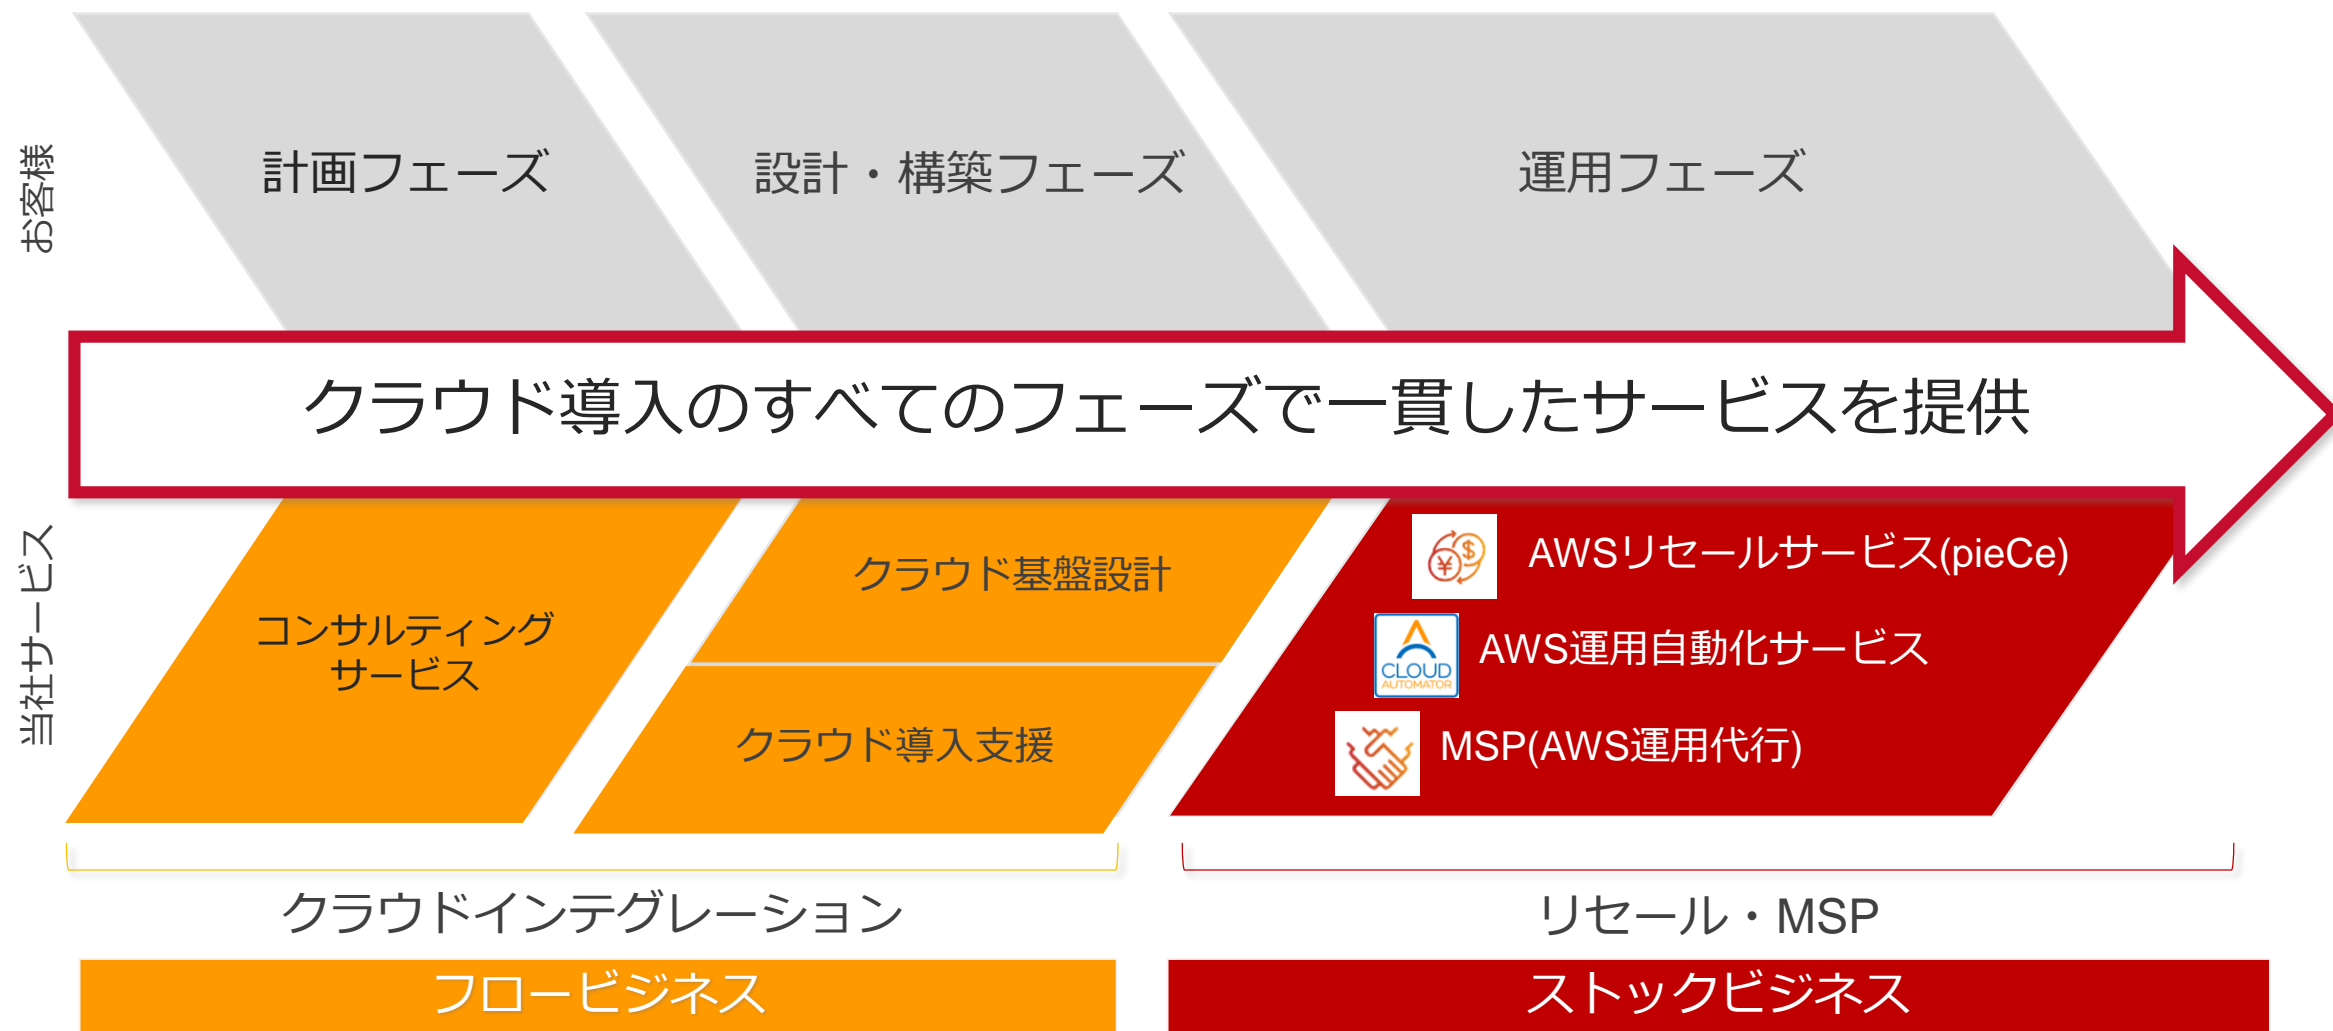 お客様
計画フェーズ
設計・構築フェーズ
運用フェーズ
クラウド導入のすべてのフェーズで一貫したサービスを提供
当社サービス
コンサルティング
サービス
クラウド基盤設計
クラウド導入支援
¥ $
AWSリセールサービス(pieCe)
CLOUD
AUTOMATOR
AWS運用自動化サービス
MSP(AWS運用代行)
クラウドインテグレーション
リセール・MSP
フロービジネス
ストックビジネス